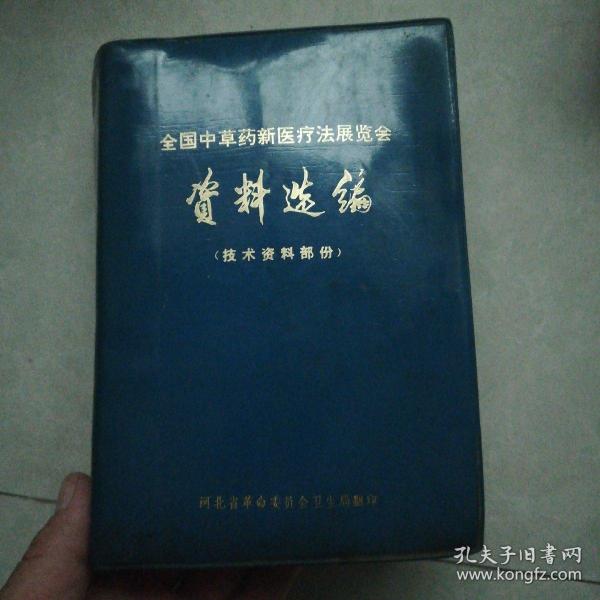 全国中草药新医疗法展览会
資料选编
（技术资料部份）
河北省革命委员会卫生局翻印
孔夫子旧書网
www.kongfz.com